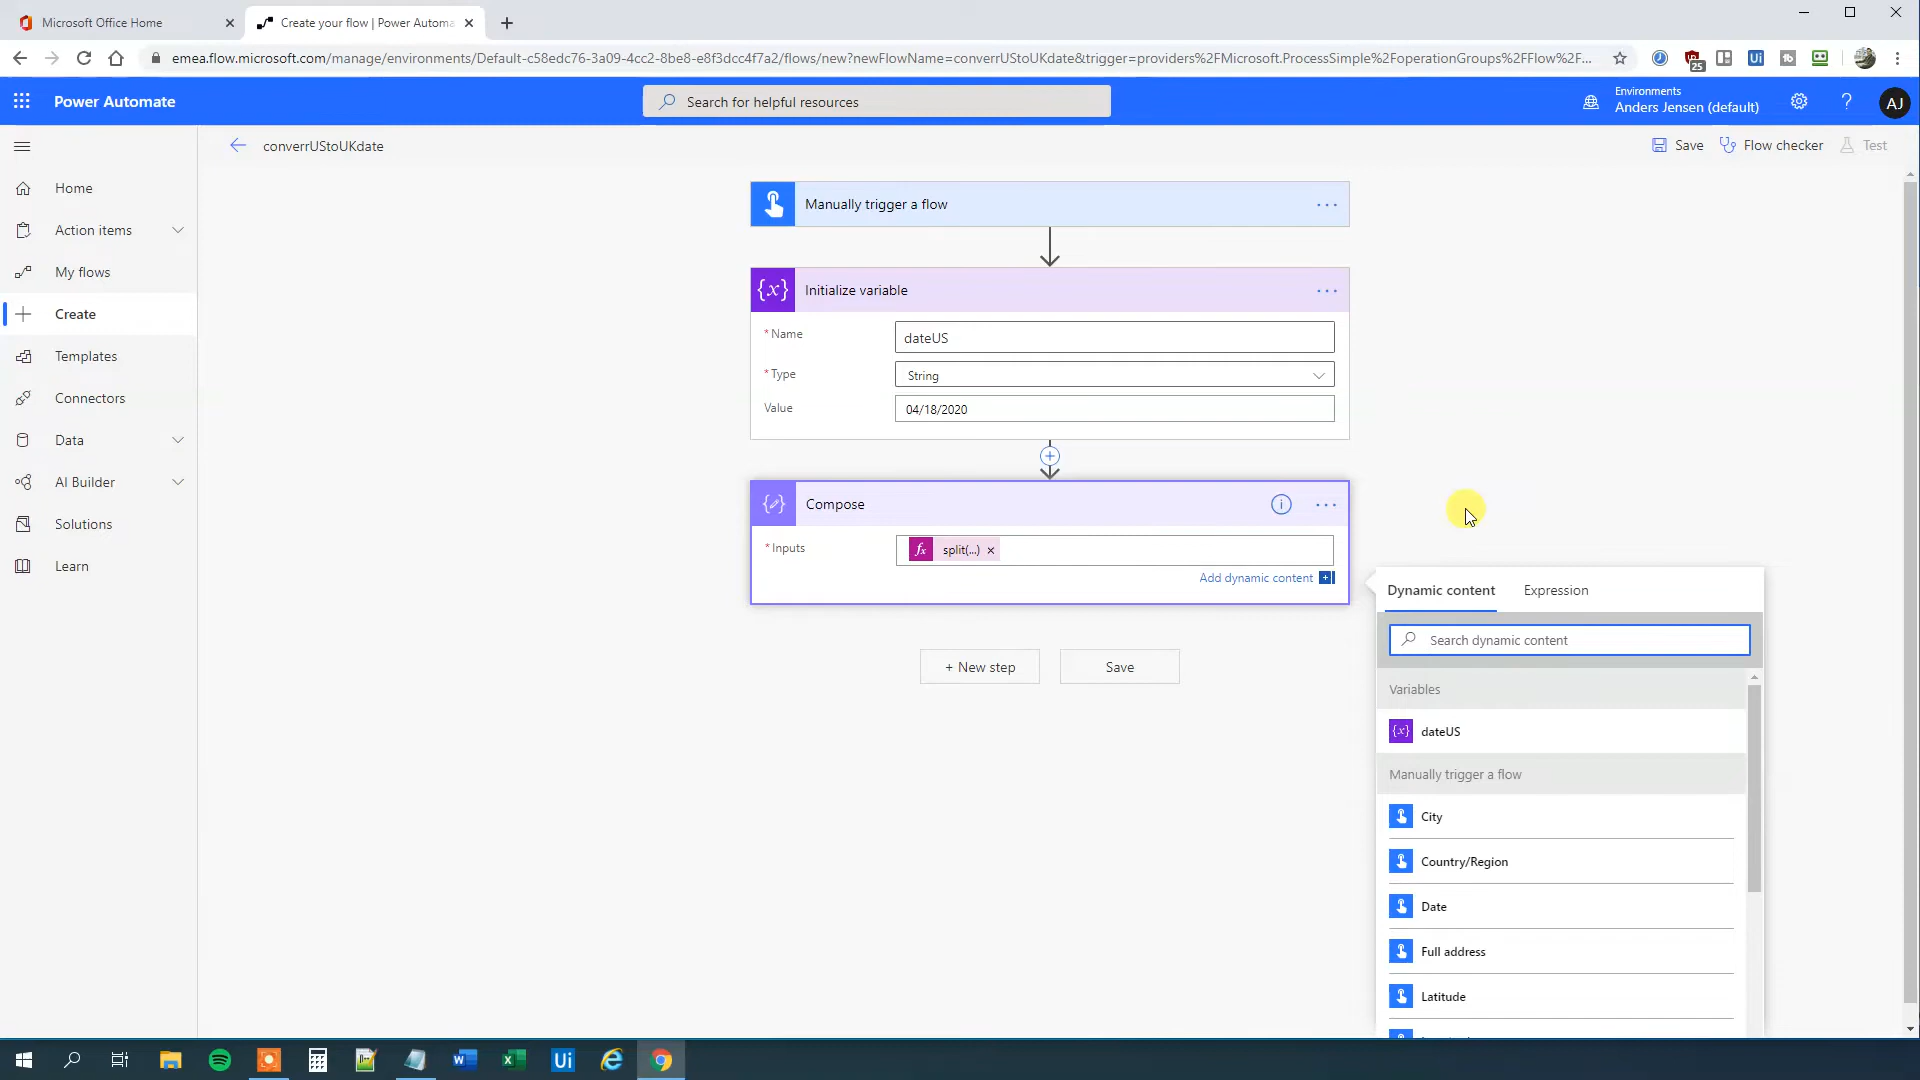 Microsoft Office Home
Create your flow | Power Automa
emea.flow.microsoft.com/manage/environments/Default-c58edc76-3a09-4cc2-8be8-e8f3dcc4f7a2/flows/new?newFlowName=converrUStoUKdate&trigger=providers%2FMicrosoft.ProcessSimple%2FoperationGroups%2FFlow%2F...
25
Ui
Power Automate
Search for helpful resources
Environments
Anders Jensen (default)
?
AJ
converrUStoUKdate
Save
Flow checker
Test
Home
Action items
My flows
Create
Templates
Connectors
Data
AI Builder
Solutions
Learn
Manually trigger a flow
...
{x} Initialize variable
...
* Name
dateUS
* Type
String
Value
04/18/2020
Compose
...
* Inputs
fx split(...) ×
Add dynamic content
+ New step
Save
Dynamic content
Expression
Search dynamic content
Variables
{x} dateUS
Manually trigger a flow
City
Country/Region
Date
Full address
Latitude
Ui